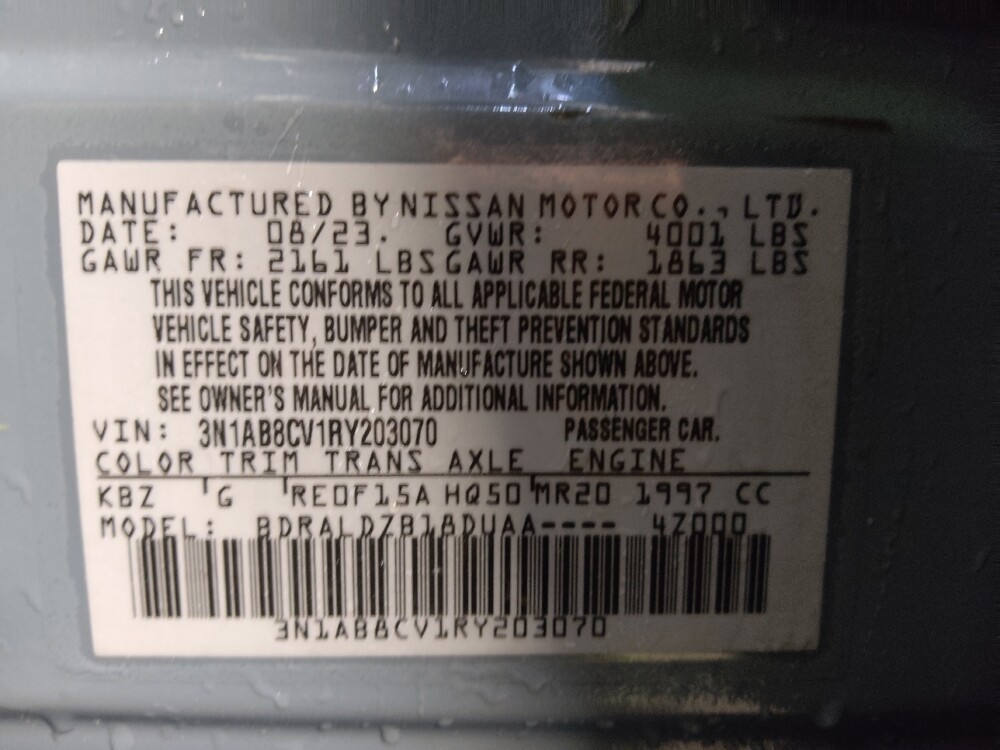 MANUFACTURED BY NISSAN MOTOR CO., LTD.
DATE: 08/23. GVWR: 4001 LBS
GAWR FR: 2161 LBS GAWR RR: 1863 LBS
THIS VEHICLE CONFORMS TO ALL APPLICABLE FEDERAL MOTOR
VEHICLE SAFETY, BUMPER AND THEFT PREVENTION STANDARDS
IN EFFECT ON THE DATE OF MANUFACTURE SHOWN ABOVE.
SEE OWNER'S MANUAL FOR ADDITIONAL INFORMATION.
VIN: 3N1AB8CV1RY203070 PASSENGER CAR.
COLOR TRIM TRANS AXLE ENGINE
KBZ G RE0F15A HQ50 MR20 1997 CC
MODEL: BDRALDZB18DUAA---- 4Z000
3N1AB8CV1RY203070